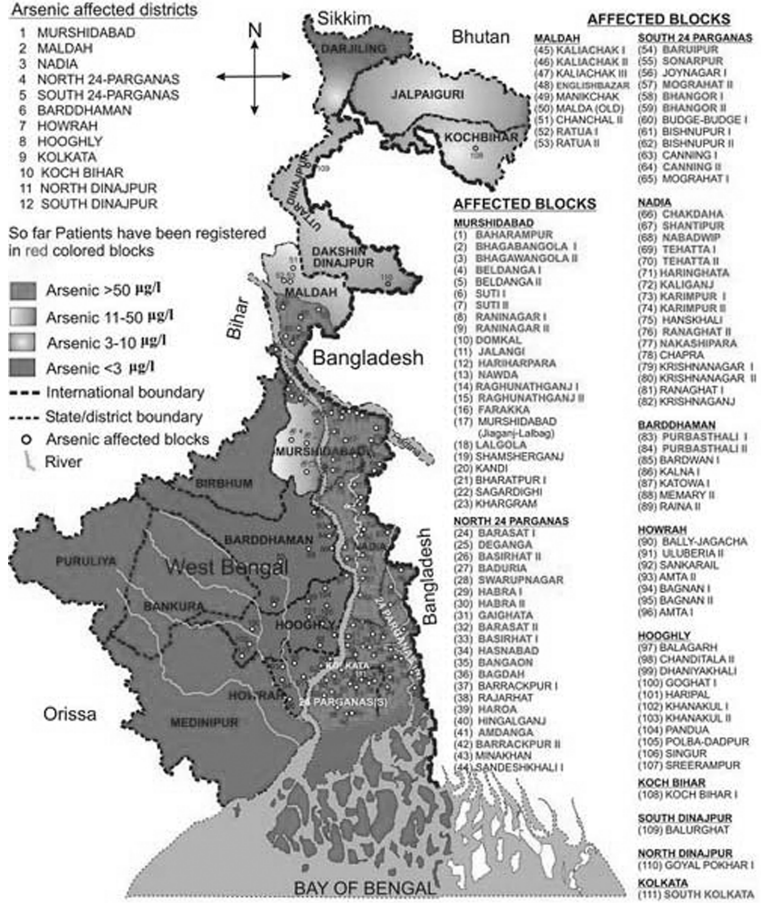 Arsenic affected districts
1 MURSHIDABAD
2 MALDAH
3 NADIA
4 NORTH 24-PARGANAS
5 SOUTH 24-PARGANAS
6 BARDDHAMAN
7 HOWRAH
8 HOOGHLY
9 KOLKATA
10 KOCH BIHAR
11 NORTH DINAJPUR
12 SOUTH DINAJPUR
So far Patients have been registered
in red colored blocks
Arsenic >50 µg/l
Arsenic 11-50 µg/l
Arsenic 3-10 µg/l
Arsenic <3 µg/l
International boundary
State/district boundary
Arsenic affected blocks
River
N
Sikkim
Bhutan
DARJILING
JALPAIGURI
KOCHBIHAR
108
UTTAR DINAJPUR
109
DAKSHIN
DINAJPUR
110
MALDAH
Bihar
Bangladesh
MURSHIDABAD
BIRBHUM
BARDDHAMAN
NADIA
West Bengal
PURULIYA
BANKURA
HOOGHLY
Bangladesh
24 PARGANAS(N)
KOLKATA
HOWRAH
24 PARGANAS(S)
MEDINIPUR
Orissa
BAY OF BENGAL
AFFECTED BLOCKS
MALDAH
(45) KALIACHAK I
(46) KALIACHAK II
(47) KALIACHAK III
(48) ENGLISHBAZAR
(49) MANIKCHAK
(50) MALDA (OLD)
(51) CHANCHAL II
(52) RATUA I
(53) RATUA II
SOUTH 24 PARGANAS
(54) BARUIPUR
(55) SONARPUR
(56) JOYNAGAR I
(57) MOGRAHAT II
(58) BHANGOR I
(59) BHANGOR II
(60) BUDGE-BUDGE I
(61) BISHNUPUR I
(62) BISHNUPUR II
(63) CANNING I
(64) CANNING II
(65) MOGRAHAT I
AFFECTED BLOCKS
MURSHIDABAD
(1) BAHARAMPUR
(2) BHAGABANGOLA I
(3) BHAGAWANGOLA II
(4) BELDANGA I
(5) BELDANGA II
(6) SUTI I
(7) SUTI II
(8) RANINAGAR I
(9) RANINAGAR II
(10) DOMKAL
(11) JALANGI
(12) HARIHARPARA
(13) NAWDA
(14) RAGHUNATHGANJ I
(15) RAGHUNATHGANJ II
(16) FARAKKA
(17) MURSHIDABAD
(Jiaganj-Lalbag)
(18) LALGOLA
(19) SHAMSHERGANJ
(20) KANDI
(21) BHARATPUR I
(22) SAGARDIGHI
(23) KHARGRAM
NORTH 24 PARGANAS
(24) BARASAT I
(25) DEGANGA
(26) BASIRHAT II
(27) BADURIA
(28) SWARUPNAGAR
(29) HABRA I
(30) HABRA II
(31) GAIGHATA
(32) BARASAT II
(33) BASIRHAT I
(34) HASNABAD
(35) BANGAON
(36) BAGDAH
(37) BARRACKPUR I
(38) RAJARHAT
(39) HAROA
(40) HINGALGANJ
(41) AMDANGA
(42) BARRACKPUR II
(43) MINAKHAN
(44) SANDESHKHALI I
NADIA
(66) CHAKDAHA
(67) SHANTIPUR
(68) NABADWIP
(69) TEHATTA I
(70) TEHATTA II
(71) HARINGHATA
(72) KALIGANJ
(73) KARIMPUR I
(74) KARIMPUR II
(75) HANSKHALI
(76) RANAGHAT II
(77) NAKASHIPARA
(78) CHAPRA
(79) KRISHNANAGAR I
(80) KRISHNANAGAR II
(81) RANAGHAT I
(82) KRISHNAGANJ
BARDDHAMAN
(83) PURBASTHALI I
(84) PURBASTHALI II
(85) BARDWAN I
(86) KALNA I
(87) KATOWA I
(88) MEMARY II
(89) RAINA II
HOWRAH
(90) BALLY-JAGACHA
(91) ULUBERIA II
(92) SANKARAIL
(93) AMTA II
(94) BAGNAN I
(95) BAGNAN II
(96) AMTA I
HOOGHLY
(97) BALAGARH
(98) CHANDITALA II
(99) DHANIYAKHALI
(100) GOGHAT I
(101) HARIPAL
(102) KHANAKUL I
(103) KHANAKUL II
(104) PANDUA
(105) POLBA-DADPUR
(106) SINGUR
(107) SREERAMPUR
KOCH BIHAR
(108) KOCH BIHAR I
SOUTH DINAJPUR
(109) BALURGHAT
NORTH DINAJPUR
(110) GOYAL POKHAR I
KOLKATA
(111) SOUTH KOLKATA